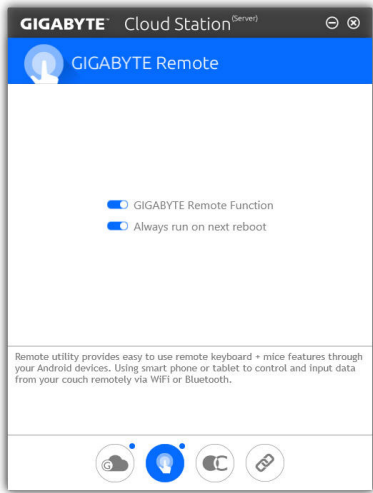 GIGABYTE™ Cloud Station(Server)
GIGABYTE Remote
GIGABYTE Remote Function
Always run on next reboot
Remote utility provides easy to use remote keyboard + mice features through
your Android devices. Using smart phone or tablet to control and input data
from your couch remotely via WiFi or Bluetooth.
G